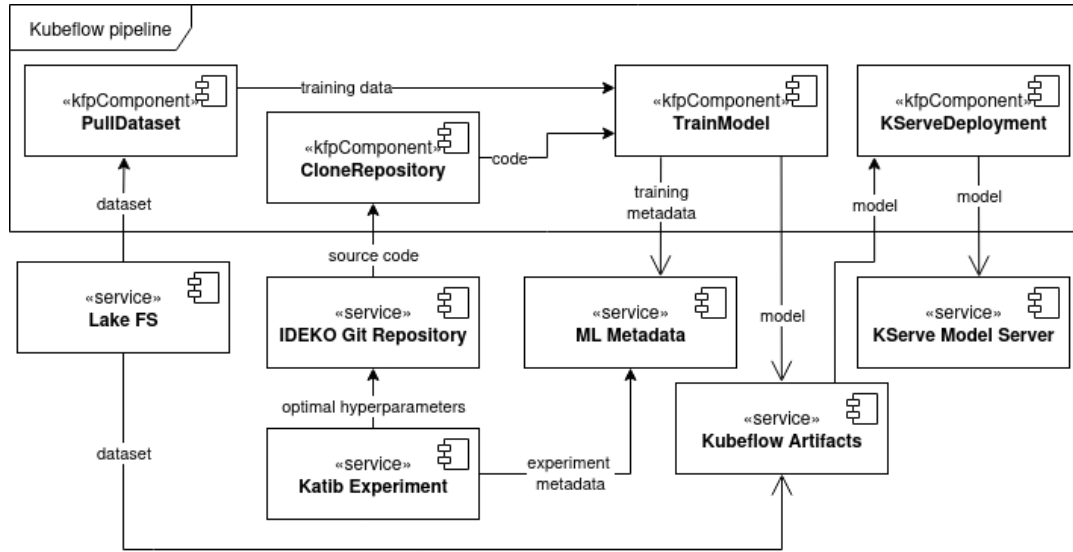 Kubeflow pipeline
«kfpComponent»
PullDataset
training data
«kfpComponent»
TrainModel
«kfpComponent»
KServeDeployment
«kfpComponent»
CloneRepository
code
dataset
training
metadata
model
model
source code
«service»
Lake FS
«service»
IDEKO Git Repository
«service»
ML Metadata
model
«service»
KServe Model Server
optimal hyperparameters
«service»
Kubeflow Artifacts
dataset
«service»
Katib Experiment
experiment
metadata